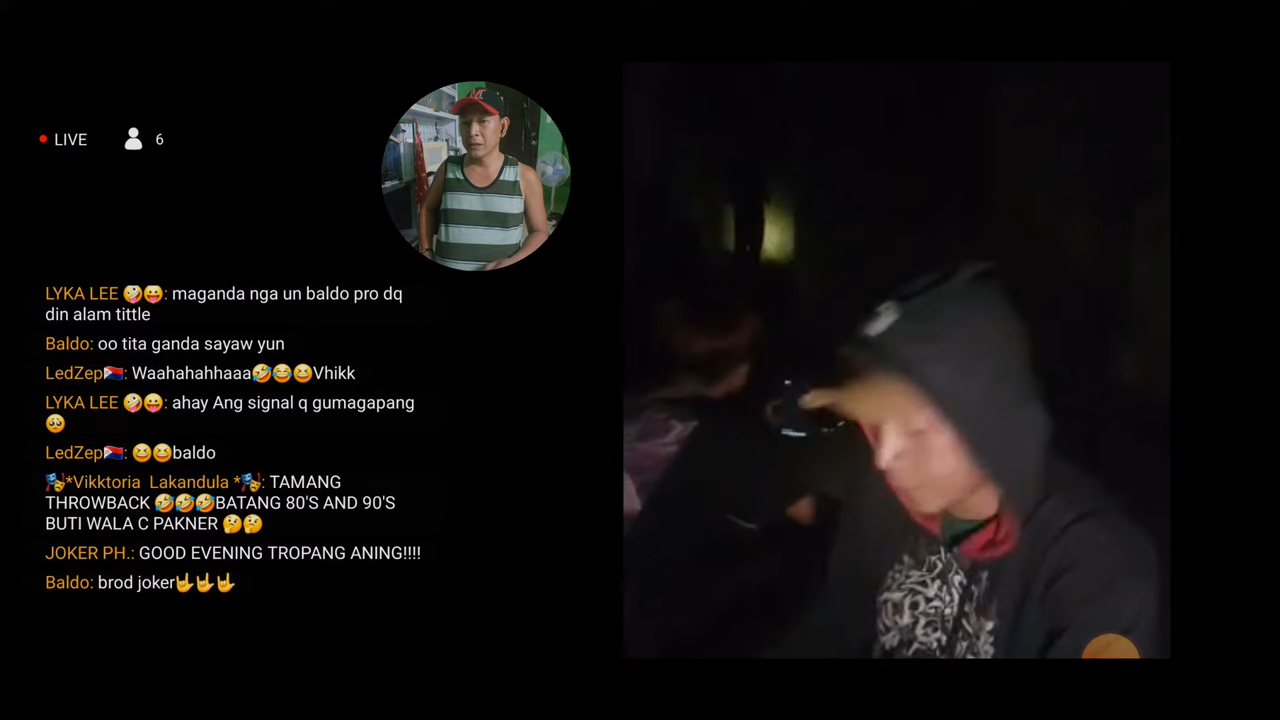 LIVE 6
LYKA LEE 🤪😛: maganda nga un baldo pro dq
din alam tittle
Baldo: oo tita ganda sayaw yun
LedZep🇵🇭: Waahahahhaaa🤣😂😆Vhikk
LYKA LEE 🤪😛: ahay Ang signal q gumagapang
🥺
LedZep🇵🇭: 😆😆baldo
🎭*Vikktoria Lakandula *🎭: TAMANG
THROWBACK 🤣🤣🤣BATANG 80'S AND 90'S
BUTI WALA C PAKNER 🤔🤔
JOKER PH.: GOOD EVENING TROPANG ANING!!!!
Baldo: brod joker🤟🤟🤟